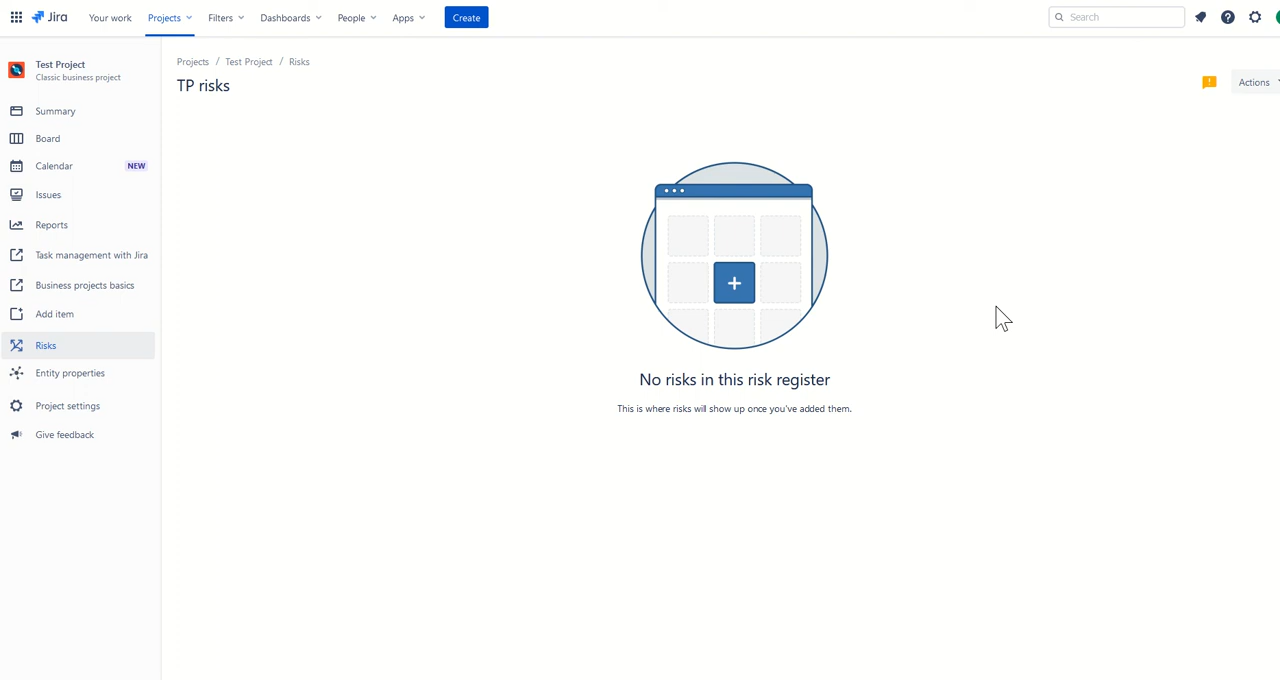 Jira Your work Projects Filters Dashboards People Apps Create Search
Test Project
Classic business project
Projects / Test Project / Risks
TP risks
Actions
Summary
Board
Calendar NEW
Issues
Reports
Task management with Jira
Business projects basics
Add item
Risks
Entity properties
Project settings
Give feedback
No risks in this risk register
This is where risks will show up once you've added them.